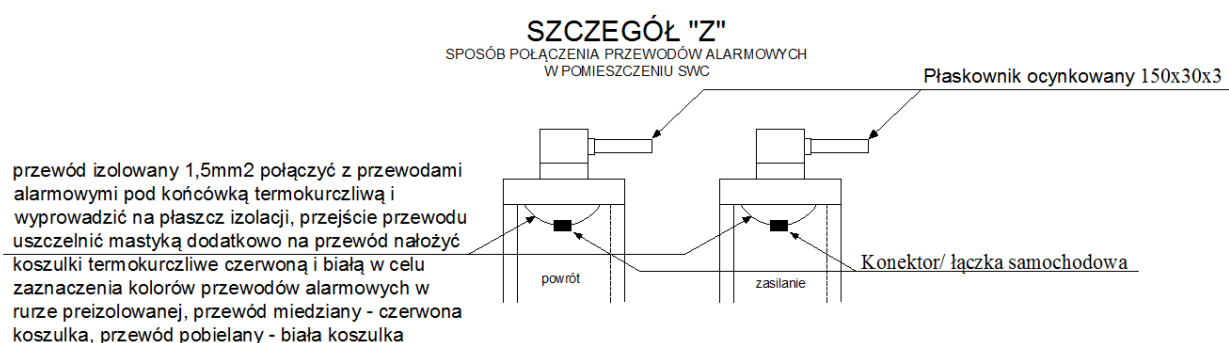 SZCZEGÓŁ "Z"
SPOSÓB POŁĄCZENIA PRZEWODÓW ALARMOWYCH
W POMIESZCZENIU SWC
Płaskownik ocynkowany 150x30x3
przewód izolowany 1,5mm2 połączyć z przewodami
alarmowymi pod końcówką termokurczliwą i
wyprowadzić na płaszcz izolacji, przejście przewodu
uszczelnić mastyką dodatkowo na przewód nałożyć
koszulki termokurczliwe czerwoną i białą w celu
zaznaczenia kolorów przewodów alarmowych w
rurze preizolowanej, przewód miedziany - czerwona
koszulka, przewód pobielany - biała koszulka
powrót
zasilanie
Konektor/ łączka samochodowa